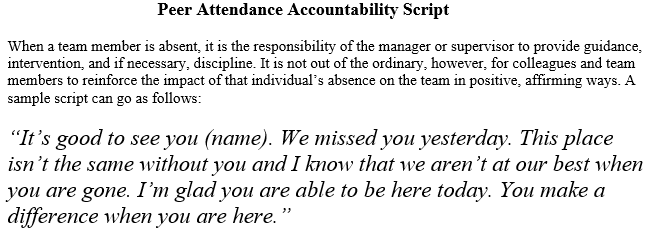 Peer Attendance Accountability Script
When a team member is absent, it is the responsibility of the manager or supervisor to provide guidance,
intervention, and if necessary, discipline. It is not out of the ordinary, however, for colleagues and team
members to reinforce the impact of that individual’s absence on the team in positive, affirming ways. A
sample script can go as follows:
“It’s good to see you (name). We missed you yesterday. This place
isn’t the same without you and I know that we aren’t at our best when
you are gone. I’m glad you are able to be here today. You make a
difference when you are here.”